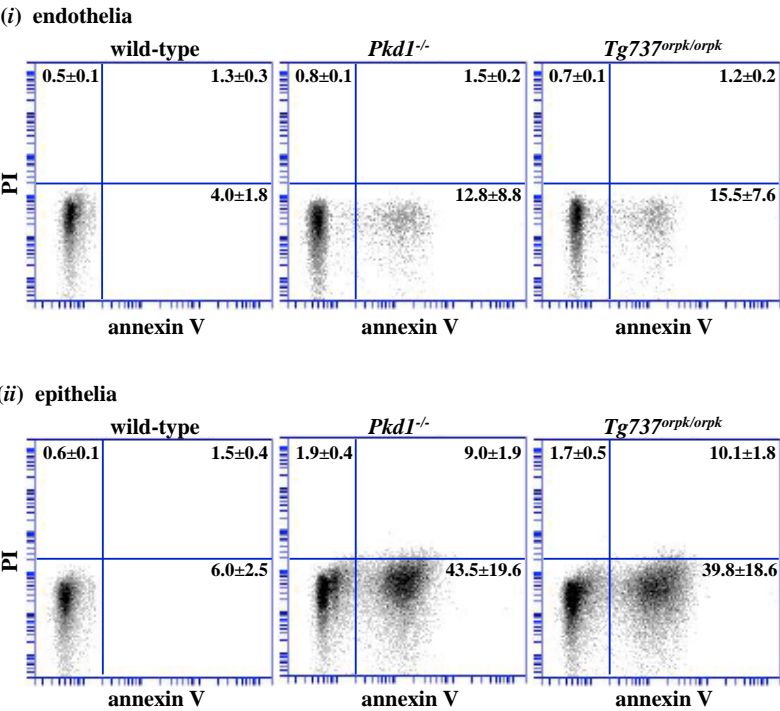 (i) endothelia
wild-type Pkd1-/- Tg737orpk/orpk
0.5±0.1 1.3±0.3 0.8±0.1 1.5±0.2 0.7±0.1 1.2±0.2
PI
4.0±1.8 12.8±8.8 15.5±7.6
annexin V annexin V annexin V
(ii) epithelia
wild-type Pkd1-/- Tg737orpk/orpk
0.6±0.1 1.5±0.4 1.9±0.4 9.0±1.9 1.7±0.5 10.1±1.8
PI
6.0±2.5 43.5±19.6 39.8±18.6
annexin V annexin V annexin V